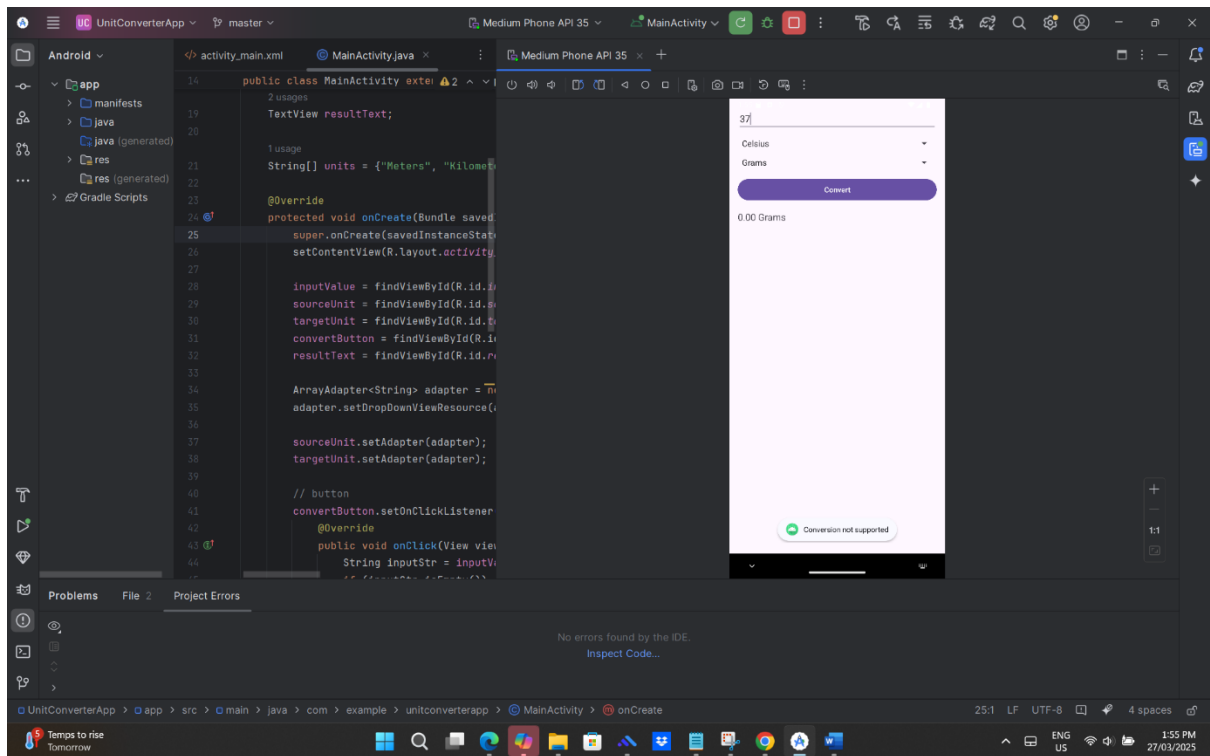 UC UnitConverterApp master Medium Phone API 35 MainActivity
Android
app
manifests
java
java (generated)
res
res (generated)
Gradle Scripts
activity_main.xml MainActivity.java
14 public class MainActivity exter 2
2 usages
19 TextView resultText;
20
1 usage
21 String[] units = {"Meters", "Kilomet
22
23 @Override
24 protected void onCreate(Bundle saved
25 super.onCreate(savedInstanceStat
26 setContentView(R.layout.activity
27
28 inputValue = findViewById(R.id.i
29 sourceUnit = findViewById(R.id.s
30 targetUnit = findViewById(R.id.t
31 convertButton = findViewById(R.i
32 resultText = findViewById(R.id.r
33
34 ArrayAdapter<String> adapter = n
35 adapter.setDropDownViewResource(
36
37 sourceUnit.setAdapter(adapter);
38 targetUnit.setAdapter(adapter);
39
40 // button
41 convertButton.setOnClickListener
42 @Override
43 public void onClick(View vie
44 String inputStr = inputV
Medium Phone API 35
37
Celsius
Grams
Convert
0.00 Grams
Conversion not supported
1:1
Problems File 2 Project Errors
No errors found by the IDE.
Inspect Code...
UnitConverterApp > app > src > main > java > com > example > unitconverterapp > MainActivity > onCreate 25:1 LF UTF-8 4 spaces
5 Temps to rise
Tomorrow
ENG
US
1:55 PM
27/03/2025